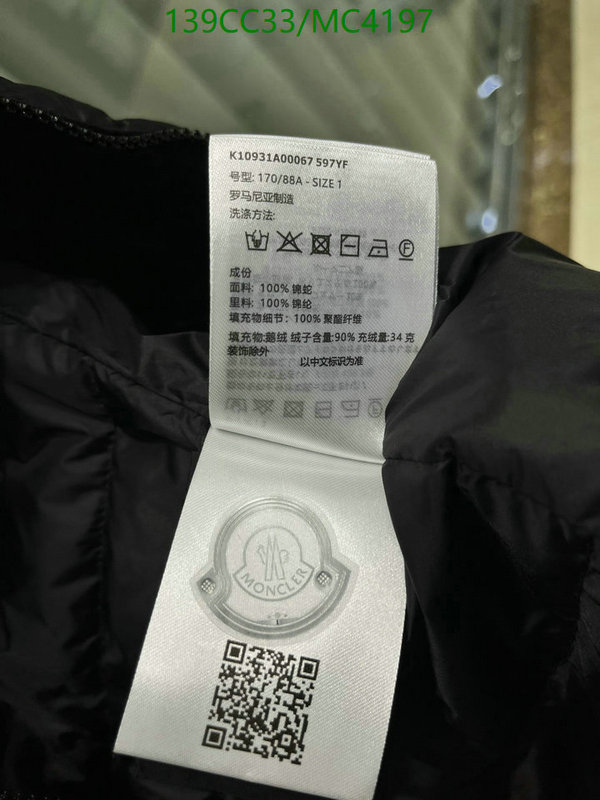 139CC33/MC4197
K10931A00067 597YF
号型: 170/88A - SIZE 1
罗马尼亚制造
洗涤方法:
成份
面料: 100% 锦蛇
里料: 100% 锦纶
填充物细节: 100% 聚酯纤维
填充物:鹅绒 绒子含量:90% 充绒量:34 克
装饰除外 以中文标识为准
MONCLER